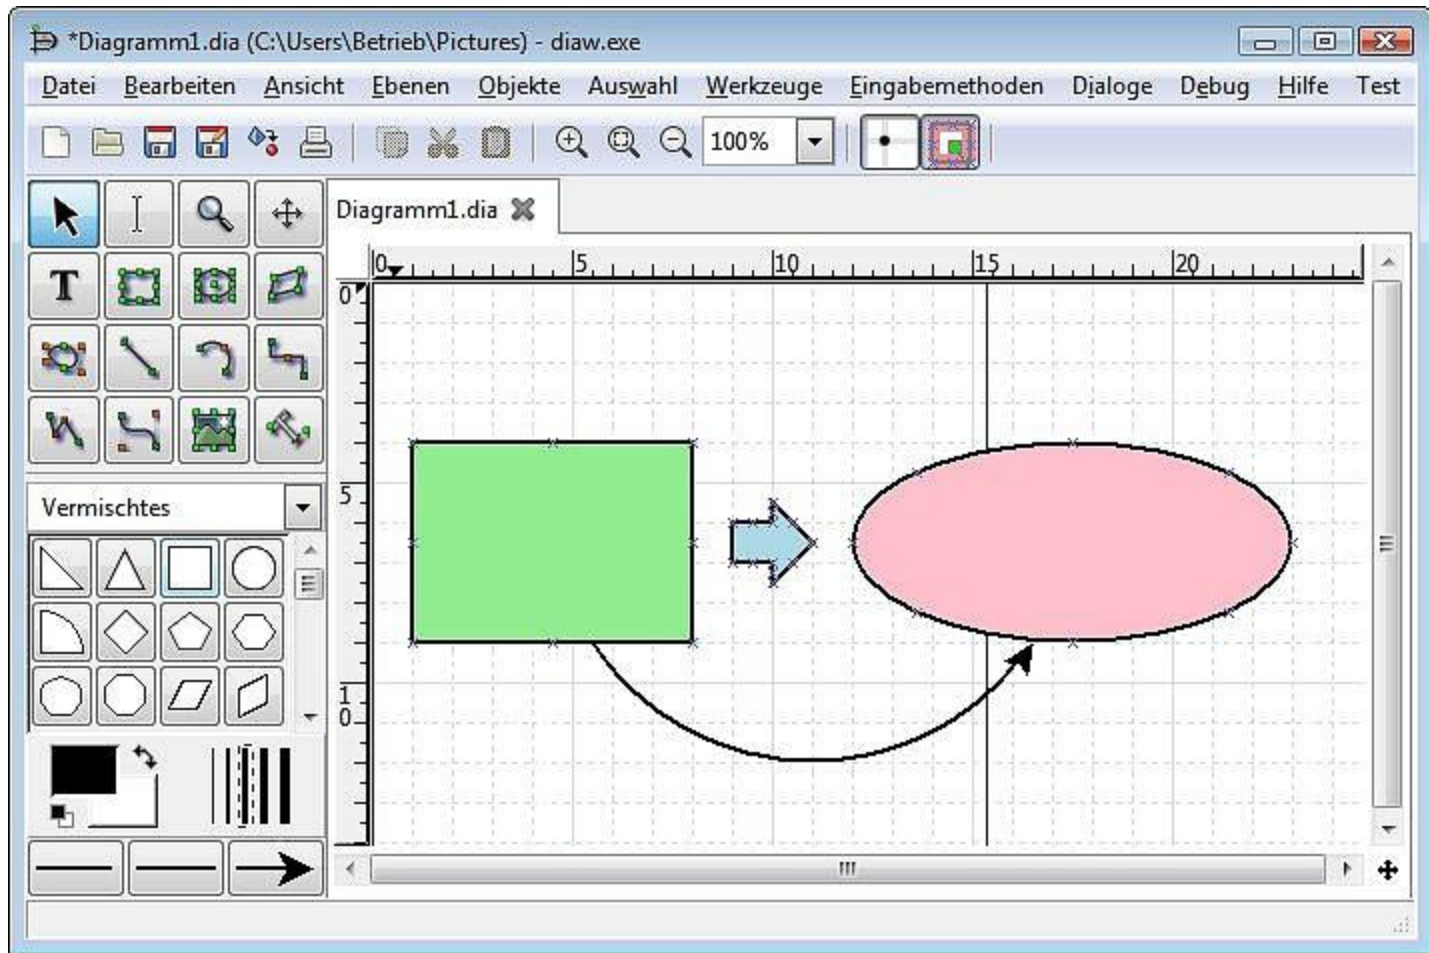 *Diagramm1.dia (C:\Users\Betrieb\Pictures) - diaw.exe
Datei Bearbeiten Ansicht Ebenen Objekte Auswahl Werkzeuge Eingabemethoden Dialoge Debug Hilfe Test
100%
Diagramm1.dia
0 5 10 15 20
0
T
5
Vermischtes
10